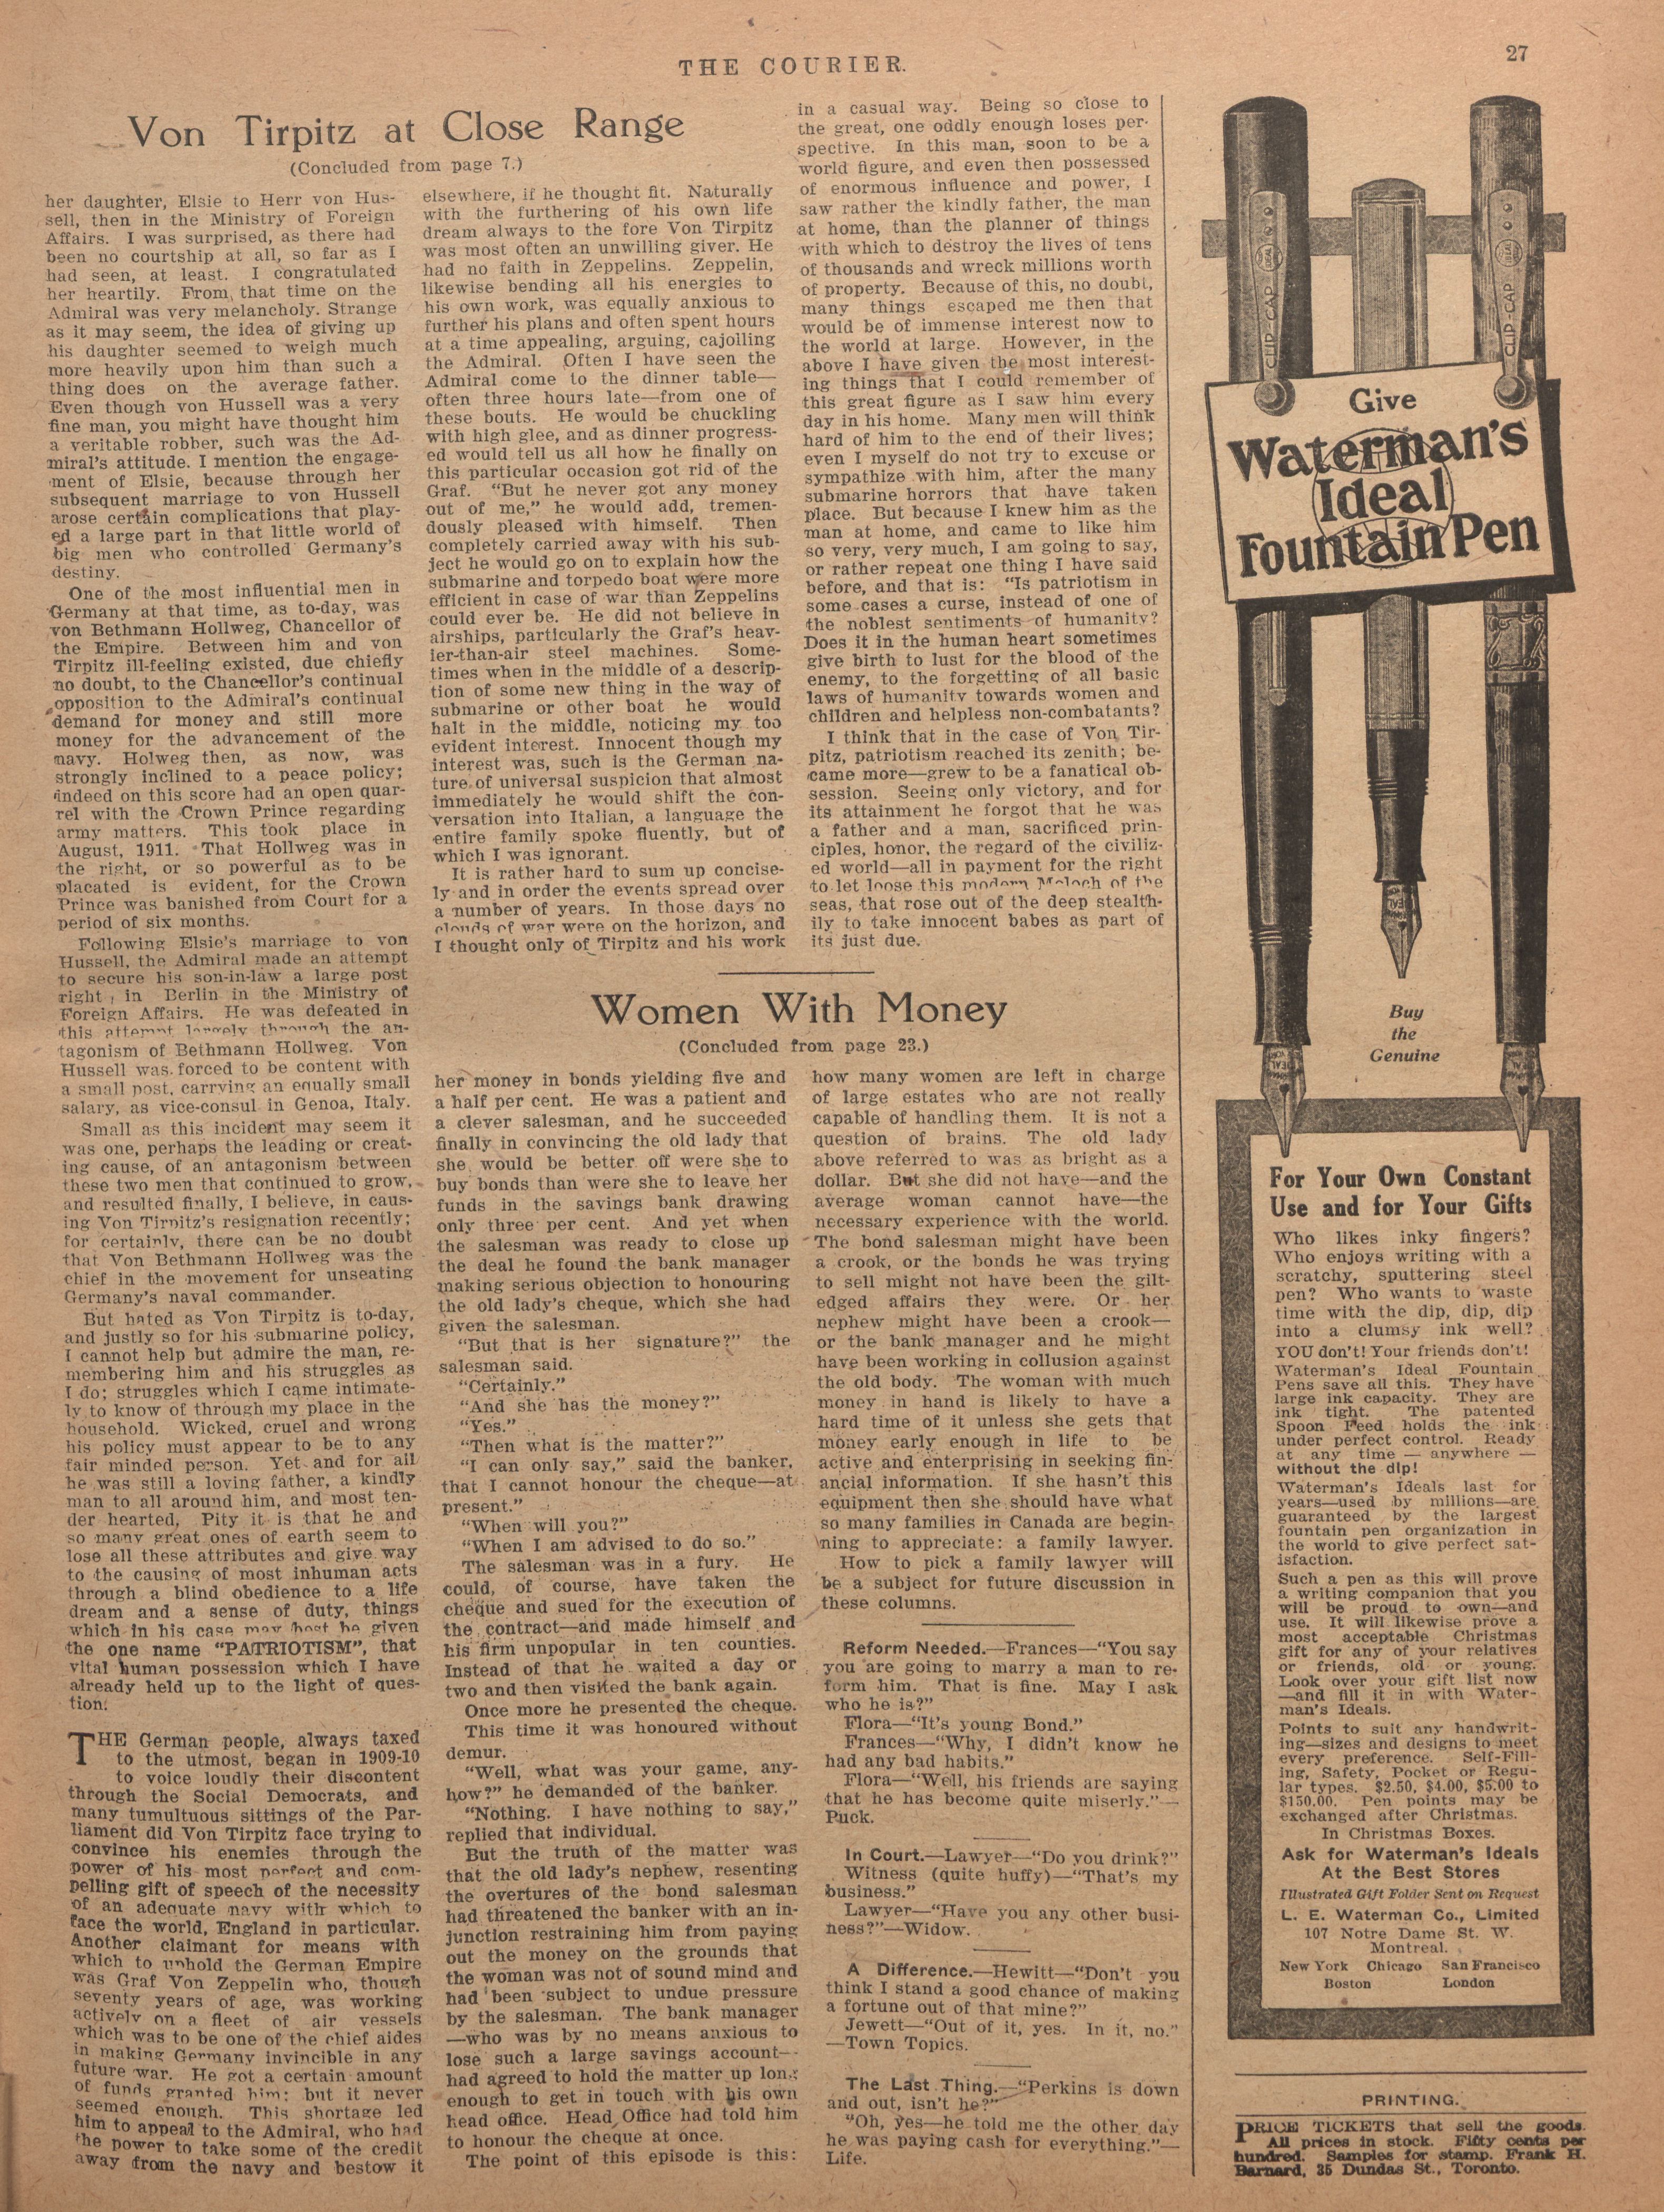 THE COURIER.
27
Von Tirpitz at Close Range
(Concluded from page 7.)
her daughter, Elsie to Herr von Hus-
sell, then in the Ministry of Foreign
Affairs. I was surprised, as there had
been no courtship at all, so far as I
had seen, at least. I congratulated
her heartily. From that time on the
Admiral was very melancholy. Strange
as it may seem, the idea of giving up
his daughter seemed to weigh much
more heavily upon him than such a
thing does on the average father.
Even though von Hussell was a very
fine man, you might have thought him
a veritable robber, such was the Ad-
miral's attitude. I mention the engage-
ment of Elsie, because through her
subsequent marriage to von Hussell
arose certain complications that play-
ed a large part in that little world of
big men who controlled Germany's
destiny.
One of the most influential men in
Germany at that time, as to-day, was
von Bethmann Hollweg, Chancellor of
the Empire. Between him and von
Tirpitz ill-feeling existed, due chiefly
no doubt, to the Chancellor's continual
opposition to the Admiral's continual
demand for money and still more
money for the advancement of the
navy. Holweg then, as now, was
strongly inclined to a peace policy;
indeed on this score had an open quar-
rel with the Crown Prince regarding
army matters. This took place in
August, 1911. That Hollweg was in
the right, or so powerful as to be
placated is evident, for the Crown
Prince was banished from Court for a
period of six months.
Following Elsie's marriage to von
Hussell, the Admiral made an attempt
to secure his son-in-law a large post
right in Berlin in the Ministry of
Foreign Affairs. He was defeated in
this attempt largely through the an-
tagonism of Bethmann Hollweg. Von
Hussell was forced to be content with
a small post, carrying an equally small
salary, as vice-consul in Genoa, Italy.
Small as this incident may seem it
was one, perhaps the leading or creat-
ing cause, of an antagonism between
these two men that continued to grow,
and resulted finally, I believe, in caus-
ing Von Tirpitz's resignation recently;
for certainly, there can be no doubt
that Von Bethmann Hollweg was the
chief in the movement for unseating
Germany's naval commander.
But hated as Von Tirpitz is to-day,
and justly so for his submarine policy,
I cannot help but admire the man, re-
membering him and his struggles as
I do; struggles which I came intimate-
ly to know of through my place in the
household. Wicked, cruel and wrong
his policy must appear to be to any
fair minded person. Yet and for all
he was still a loving father, a kindly
man to all around him, and most ten-
der hearted, Pity it is that he and
so many great ones of earth seem to
lose all these attributes and give way
to the causing of most inhuman acts
through a blind obedience to a life
dream and a sense of duty, things
which in his case may best be given
the one name "PATRIOTISM", that
vital human possession which I have
already held up to the light of ques-
tion.
THE German people, always taxed
to the utmost, began in 1909-10
to voice loudly their discontent
through the Social Democrats, and
many tumultuous sittings of the Par-
liament did Von Tirpitz face trying to
convince his enemies through the
power of his most perfect and com-
pelling gift of speech of the necessity
of an adequate navy with which to
face the world, England in particular.
Another claimant for means with
which to uphold the German Empire
was Graf Von Zeppelin who, though
seventy years of age, was working
actively on a fleet of air vessels
which was to be one of the chief aides
in making Germany invincible in any
future war. He got a certain amount
of funds granted him; but it never
seemed enough. This shortage led
him to appeal to the Admiral, who had
the power to take some of the credit
away from the navy and bestow it
elsewhere, if he thought fit. Naturally
with the furthering of his own life
dream always to the fore Von Tirpitz
was most often an unwilling giver. He
had no faith in Zeppelins. Zeppelin,
likewise bending all his energies to
his own work, was equally anxious to
further his plans and often spent hours
at a time appealing, arguing, cajoling
the Admiral. Often I have seen the
Admiral come to the dinner table—
often three hours late—from one of
these bouts. He would be chuckling
with high glee, and as dinner progress-
ed would tell us all how he finally on
this particular occasion got rid of the
Graf. "But he never got any money
out of me," he would add, tremen-
dously pleased with himself. Then
completely carried away with his sub-
ject he would go on to explain how the
submarine and torpedo boat were more
efficient in case of war than Zeppelins
could ever be. He did not believe in
airships, particularly the Graf's heav-
ier-than-air steel machines. Some-
times when in the middle of a descrip-
tion of some new thing in the way of
submarine or other boat he would
halt in the middle, noticing my too
evident interest. Innocent though my
interest was, such is the German na-
ture of universal suspicion that almost
immediately he would shift the con-
versation into Italian, a language the
entire family spoke fluently, but of
which I was ignorant.
It is rather hard to sum up concise-
ly and in order the events spread over
a number of years. In those days no
clouds of war were on the horizon, and
I thought only of Tirpitz and his work
in a casual way. Being so close to
the great, one oddly enough loses per-
spective. In this man, soon to be a
world figure, and even then possessed
of enormous influence and power, I
saw rather the kindly father, the man
at home, than the planner of things
with which to destroy the lives of tens
of thousands and wreck millions worth
of property. Because of this, no doubt,
many things escaped me then that
would be of immense interest now to
the world at large. However, in the
above I have given the most interest-
ing things that I could remember of
this great figure as I saw him every
day in his home. Many men will think
hard of him to the end of their lives;
even I myself do not try to excuse or
sympathize with him, after the many
submarine horrors that have taken
place. But because I knew him as the
man at home, and came to like him
so very, very much, I am going to say,
or rather repeat one thing I have said
before, and that is: "Is patriotism in
some cases a curse, instead of one of
the noblest sentiments of humanity?
Does it in the human heart sometimes
give birth to lust for the blood of the
enemy, to the forgetting of all basic
laws of humanity towards women and
children and helpless non-combatants?
I think that in the case of Von Tir-
pitz, patriotism reached its zenith; be-
came more—grew to be a fanatical ob-
session. Seeing only victory, and for
its attainment he forgot that he was
a father and a man, sacrificed prin-
ciples, honor, the regard of the civiliz-
ed world—all in payment for the right
to let loose this modern Moloch of the
seas, that rose out of the deep stealth-
ily to take innocent babes as part of
its just due.
Women With Money
(Concluded from page 23.)
her money in bonds yielding five and
a half per cent. He was a patient and
a clever salesman, and he succeeded
finally in convincing the old lady that
she would be better off were she to
buy bonds than were she to leave her
funds in the savings bank drawing
only three per cent. And yet when
the salesman was ready to close up
the deal he found the bank manager
making serious objection to honouring
the old lady's cheque, which she had
given the salesman.
"But that is her signature?" the
salesman said.
"Certainly."
"And she has the money?"
"Yes."
"Then what is the matter?"
"I can only say," said the banker,
that I cannot honour the cheque—at
present."
"When will you?"
"When I am advised to do so."
The salesman was in a fury. He
could, of course, have taken the
cheque and sued for the execution of
the contract—and made himself and
his firm unpopular in ten counties.
Instead of that he waited a day or
two and then visited the bank again.
Once more he presented the cheque.
This time it was honoured without
demur.
"Well, what was your game, any-
how?" he demanded of the banker.
"Nothing. I have nothing to say,"
replied that individual.
But the truth of the matter was
that the old lady's nephew, resenting
the overtures of the bond salesman
had threatened the banker with an in-
junction restraining him from paying
out the money on the grounds that
the woman was not of sound mind and
had been subject to undue pressure
by the salesman. The bank manager
—who was by no means anxious to
lose such a large savings account—
had agreed to hold the matter up long
enough to get in touch with his own
head office. Head Office had told him
to honour the cheque at once.
The point of this episode is this:
how many women are left in charge
of large estates who are not really
capable of handling them. It is not a
question of brains. The old lady
above referred to was as bright as a
dollar. But she did not have—and the
average woman cannot have—the
necessary experience with the world.
The bond salesman might have been
a crook, or the bonds he was trying
to sell might not have been the gilt-
edged affairs they were. Or her
nephew might have been a crook—
or the bank manager and he might
have been working in collusion against
the old body. The woman with much
money in hand is likely to have a
hard time of it unless she gets that
money early enough in life to be
active and enterprising in seeking fin-
ancial information. If she hasn't this
equipment then she should have what
so many families in Canada are begin-
ning to appreciate: a family lawyer.
How to pick a family lawyer will
be a subject for future discussion in
these columns.
Reform Needed.—Frances—"You say
you are going to marry a man to re-
form him. That is fine. May I ask
who he is?"
Flora—"It's young Bond."
Frances—"Why, I didn't know he
had any bad habits."
Flora—"Well, his friends are saying
that he has become quite miserly."—
Puck.
In Court.—Lawyer—"Do you drink?"
Witness (quite huffy)—"That's my
business."
Lawyer—"Have you any other busi-
ness?"—Widow.
A Difference.—Hewitt—"Don't you
think I stand a good chance of making
a fortune out of that mine?"
Jewett—"Out of it, yes. In it, no."
—Town Topics.
The Last Thing.—"Perkins is down
and out, isn't he?"
"Oh, yes—he told me the other day
he was paying cash for everything."—
Life.
CLIP-CAP
CLIP-CAP
IDEAL
IDEAL
Give
Waterman's
Ideal
Fountain Pen
Buy
the
Genuine
For Your Own Constant
Use and for Your Gifts
Who likes inky fingers?
Who enjoys writing with a
scratchy, sputtering steel
pen? Who wants to waste
time with the dip, dip, dip
into a clumsy ink well?
YOU don't! Your friends don't!
Waterman's Ideal Fountain
Pens save all this. They have
large ink capacity. They are
ink tight. The patented
Spoon Feed holds the ink
under perfect control. Ready
at any time — anywhere —
without the dip!
Waterman's Ideals last for
years—used by millions—are
guaranteed by the largest
fountain pen organization in
the world to give perfect sat-
isfaction.
Such a pen as this will prove
a writing companion that you
will be proud to own—and
use. It will likewise prove a
most acceptable Christmas
gift for any of your relatives
or friends, old or young.
Look over your gift list now
—and fill it in with Water-
man's Ideals.
Points to suit any handwrit-
ing—sizes and designs to meet
every preference. Self-Fill-
ing, Safety, Pocket or Regu-
lar types. $2.50, $4.00, $5.00 to
$150.00. Pen points may be
exchanged after Christmas.
In Christmas Boxes.
Ask for Waterman's Ideals
At the Best Stores
Illustrated Gift Folder Sent on Request
L. E. Waterman Co., Limited
107 Notre Dame St. W.
Montreal.
New York Chicago San Francisco
Boston London
PRINTING.
PRICE TICKETS that sell the goods.
All prices in stock. Fifty cents per
hundred. Samples for stamp. Frank H.
Barnard, 35 Dundas St., Toronto.